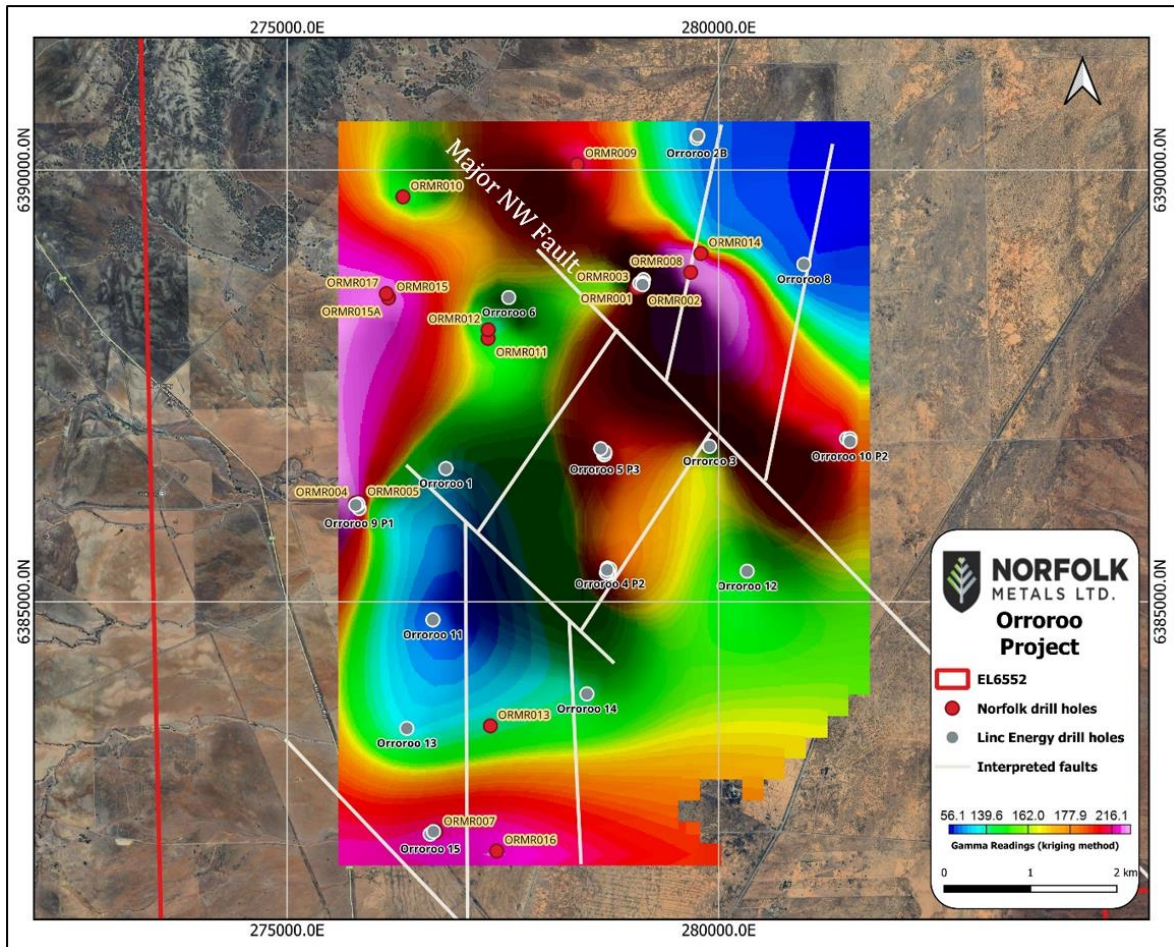 275000.0E
280000.0E
6390000.0N
6390000.0N
Major NW Fault
ORMR009
Orroroo 2B
ORMR010
ORMR014
ORMR008
ORMR003
Orroroo 8
ORMR017
ORMR015
ORMR001
ORMR002
ORMR015A
Orroroo 6
ORMR012
ORMR011
Orroroo 3
Orroroo 10 P2
Orroroo 5 P3
Orroroo 1
ORMR004
ORMR005
Orroroo 9 P1
Orroroo 4 P2
Orroroo 12
6385000.0N
6385000.0N
Orroroo 11
Orroroo 14
ORMR013
Orroroo 13
ORMR007
Orroroo 15
ORMR016
NORFOLK
METALS LTD.
Orroroo
Project
EL6552
Norfolk drill holes
Linc Energy drill holes
Interpreted faults
56.1 139.6 162.0 177.9 216.1
Gamma Readings (kriging method)
0 1 2 km
275000.0E
280000.0E